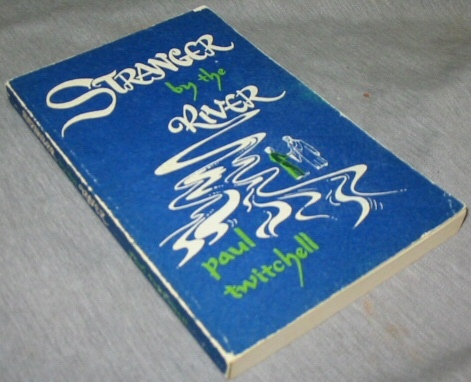 STRANGER
by the
RIVER
paul
twitchell